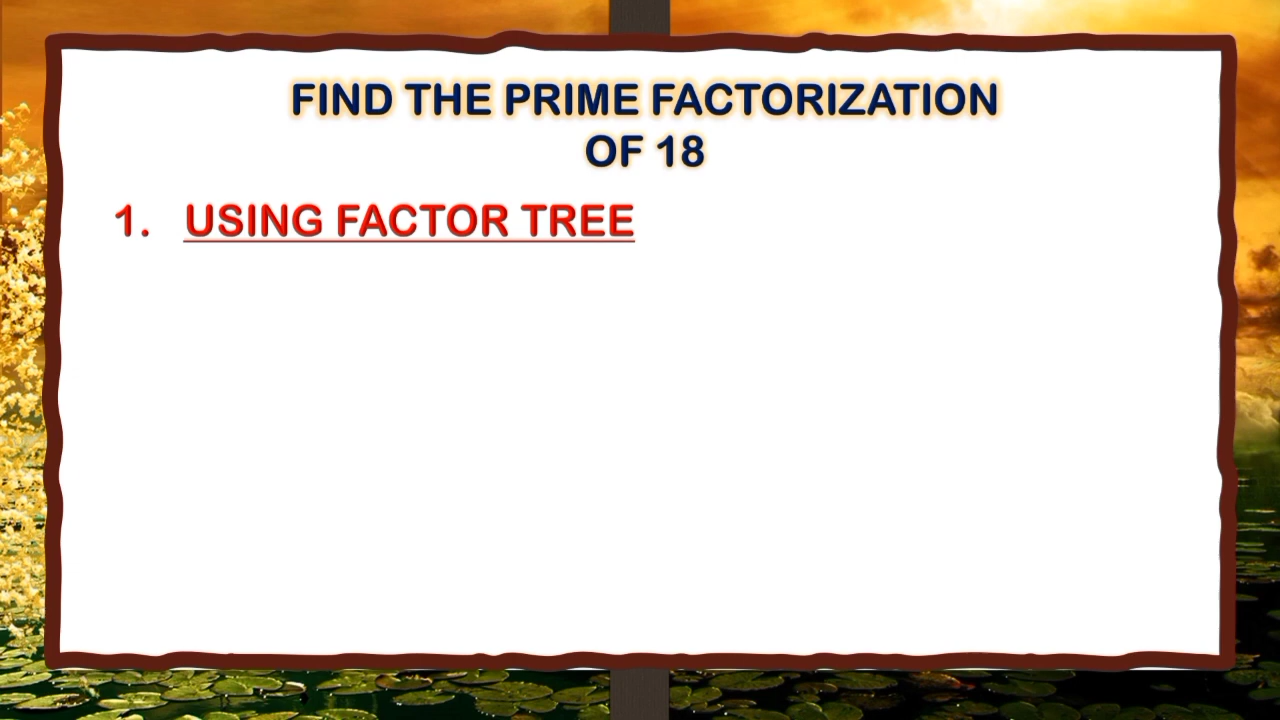 FIND THE PRIME FACTORIZATION
OF 18
1. USING FACTOR TREE